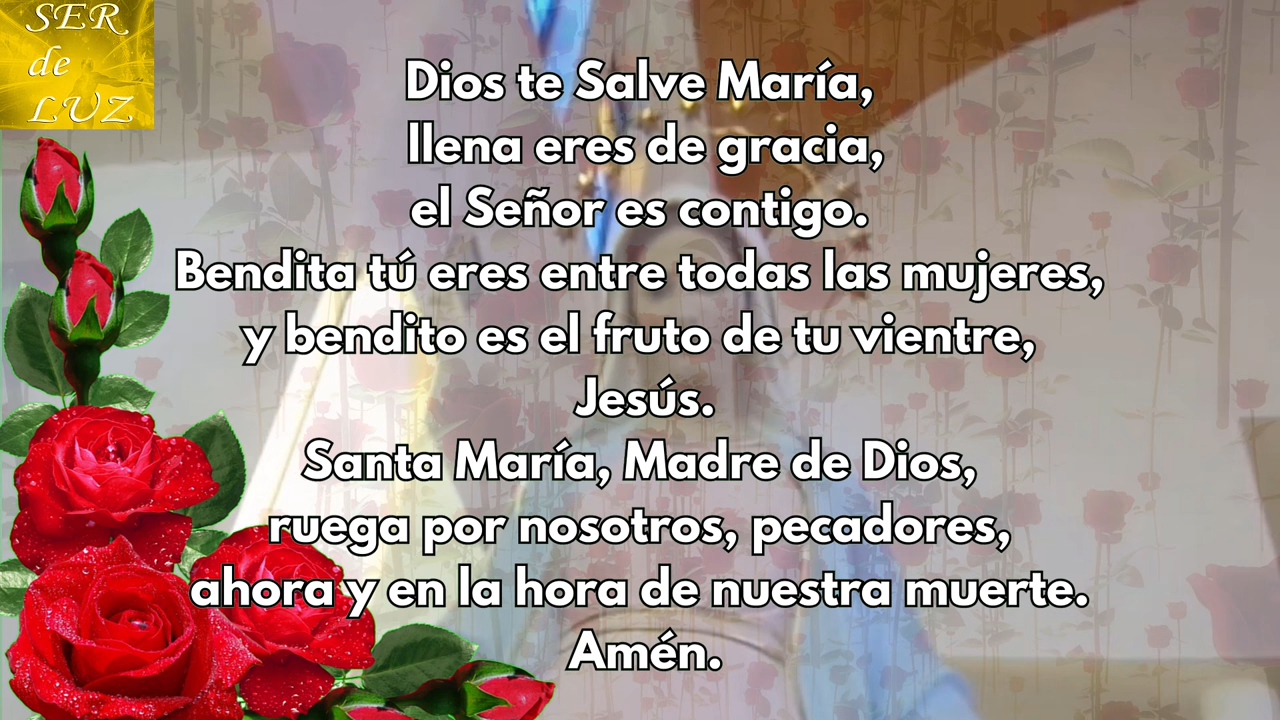 SER
de
LUZ
Dios te Salve María,
llena eres de gracia,
el Señor es contigo.
Bendita tú eres entre todas las mujeres,
y bendito es el fruto de tu vientre,
Jesús.
Santa María, Madre de Dios,
ruega por nosotros, pecadores,
ahora y en la hora de nuestra muerte.
Amén.